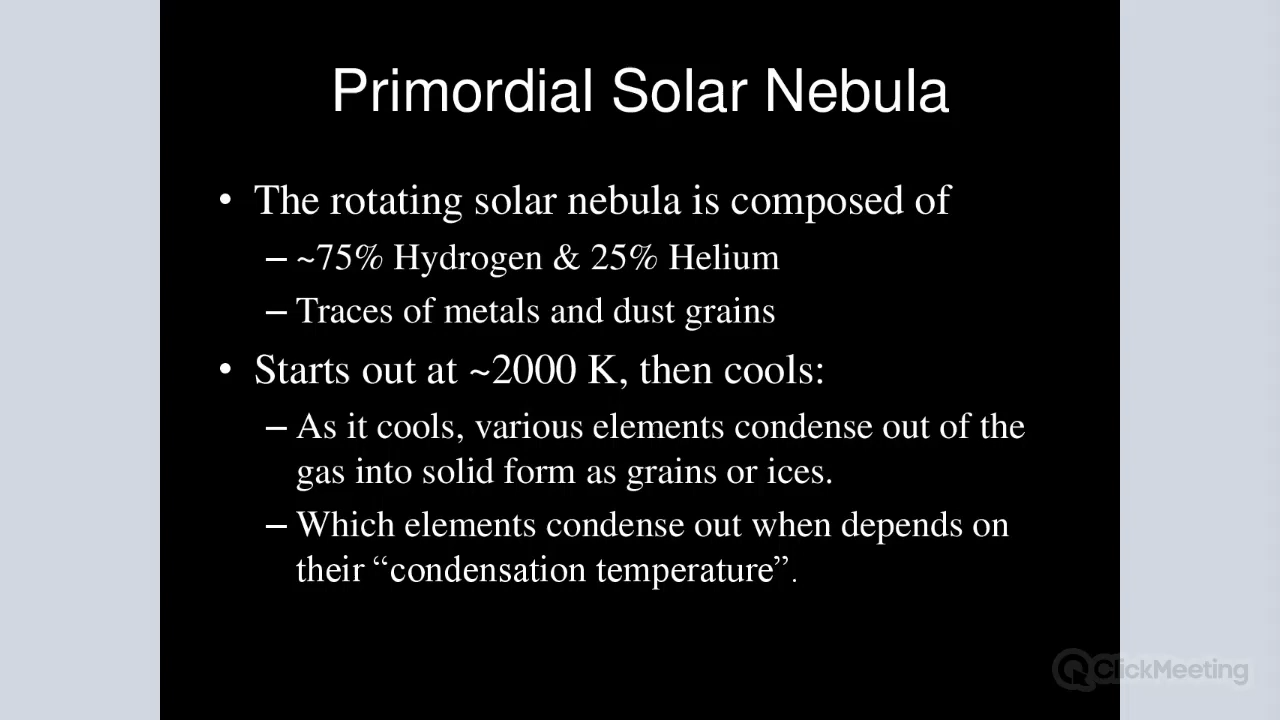 Primordial Solar Nebula
• The rotating solar nebula is composed of
– ~75% Hydrogen & 25% Helium
– Traces of metals and dust grains
• Starts out at ~2000 K, then cools:
– As it cools, various elements condense out of the
gas into solid form as grains or ices.
– Which elements condense out when depends on
their “condensation temperature”.
ClickMeeting